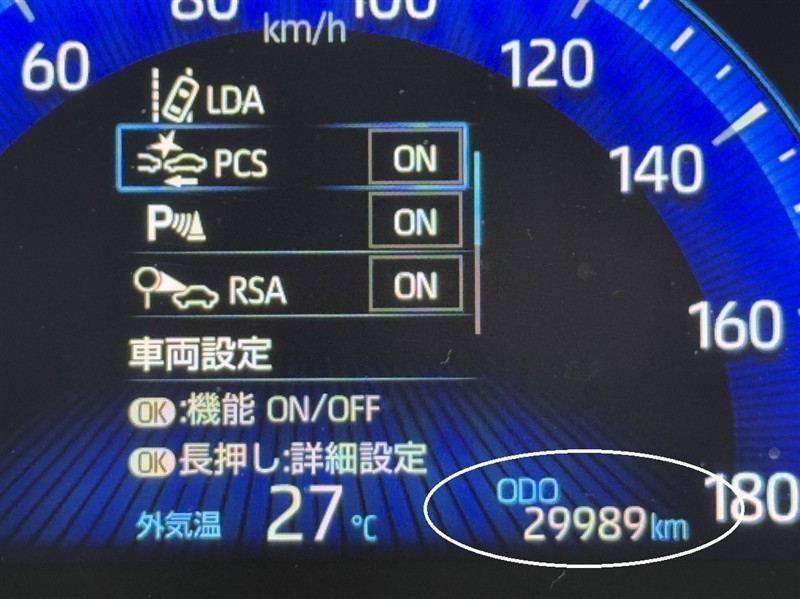 80
100
km/h
60
120
LDA
PCS ON
140
P ON
RSA ON
160
車両設定
OK:機能 ON/OFF
OK長押し:詳細設定
外気温 27℃
ODO
29989km
180